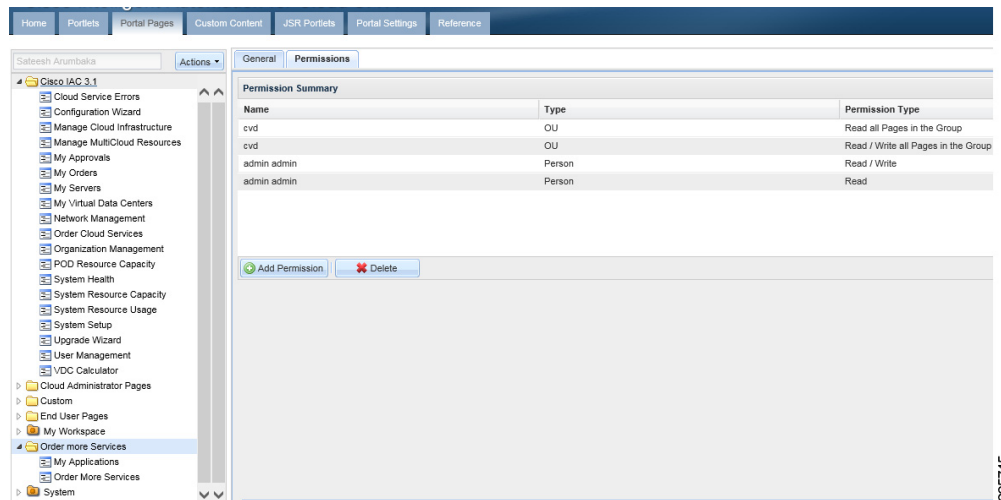 Home Portlets Portal Pages Custom Content JSR Portlets Portal Settings Reference
Sateesh Arumbaka Actions
General Permissions
Cisco IAC 3.1
Cloud Service Errors
Configuration Wizard
Manage Cloud Infrastructure
Manage MultiCloud Resources
My Approvals
My Orders
My Servers
My Virtual Data Centers
Network Management
Order Cloud Services
Organization Management
POD Resource Capacity
System Health
System Resource Capacity
System Resource Usage
System Setup
Upgrade Wizard
User Management
VDC Calculator
Cloud Administrator Pages
Custom
End User Pages
My Workspace
Order more Services
My Applications
Order More Services
System
Permission Summary
Name Type Permission Type
cvd OU Read all Pages in the Group
cvd OU Read / Write all Pages in the Group
admin admin Person Read / Write
admin admin Person Read
Add Permission Delete